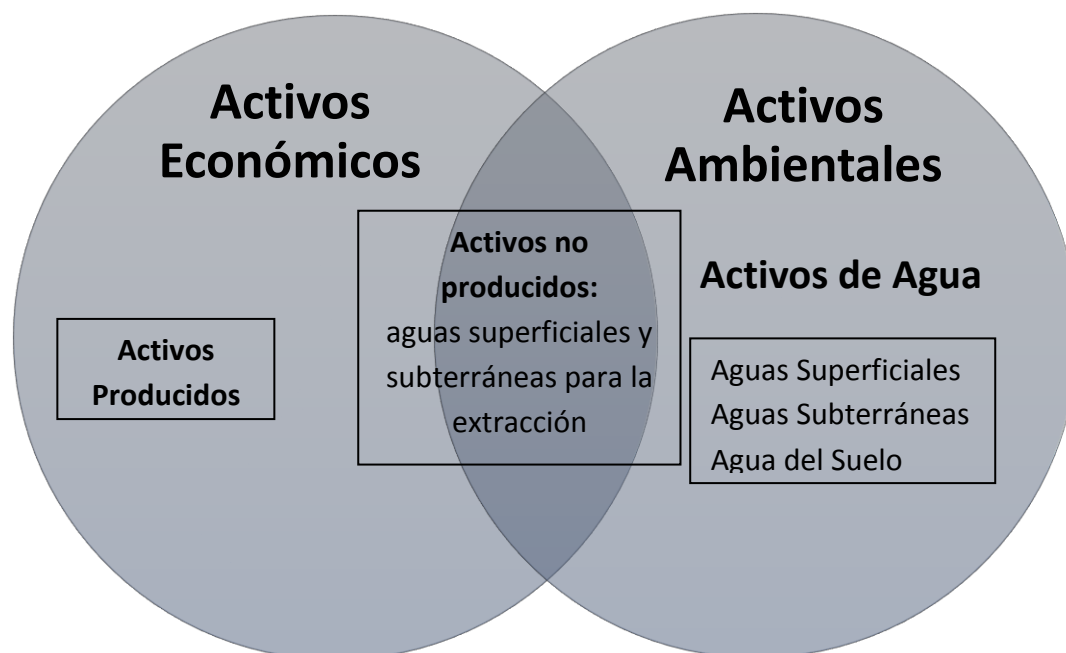 Activos
Económicos
Activos
Ambientales
Activos no
producidos:
aguas superficiales y
subterráneas para la
extracción
Activos de Agua
Activos
Producidos
Aguas Superficiales
Aguas Subterráneas
Agua del Suelo